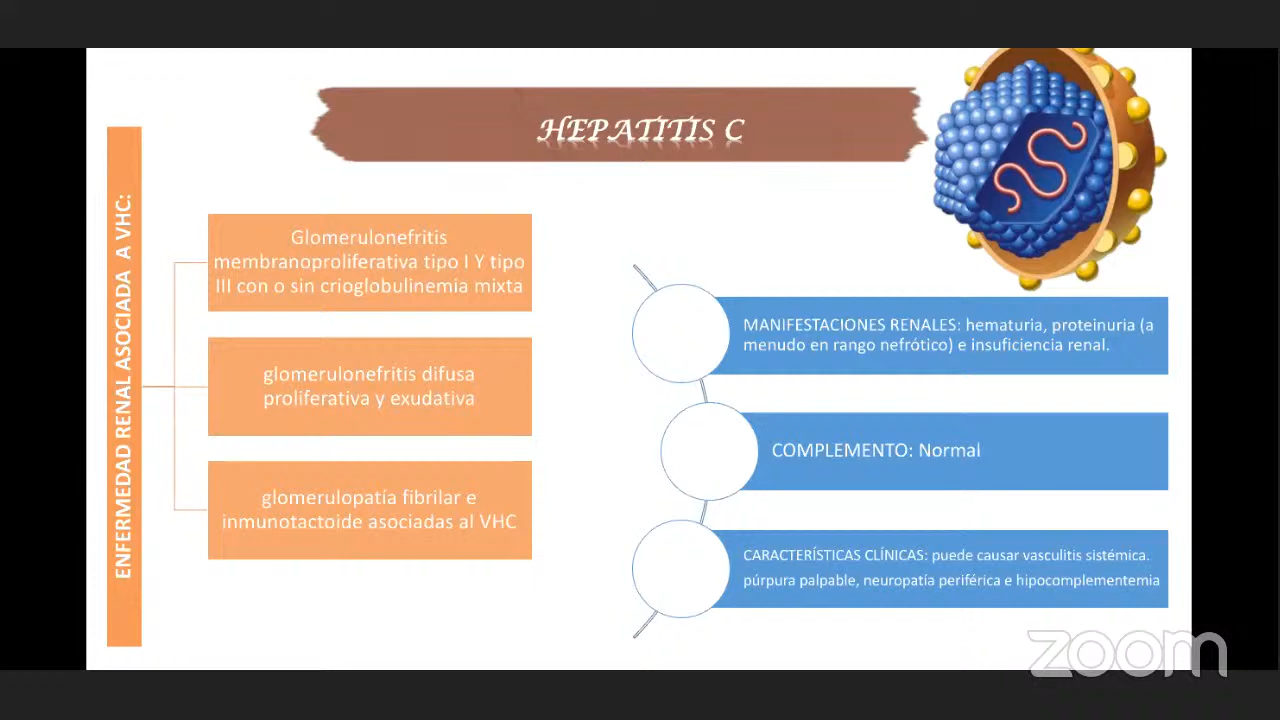 HEPATITIS C
ENFERMEDAD RENAL ASOCIADA A VHC:
Glomerulonefritis
membranoproliferativa tipo I Y tipo
III con o sin crioglobulinemia mixta
glomerulonefritis difusa
proliferativa y exudativa
glomerulopatía fibrilar e
inmunotactoide asociadas al VHC
MANIFESTACIONES RENALES: hematuria, proteinuria (a
menudo en rango nefrótico) e insuficiencia renal.
COMPLEMENTO: Normal
CARACTERÍSTICAS CLÍNICAS: puede causar vasculitis sistémica.
púrpura palpable, neuropatía periférica e hipocomplementemia
zoom